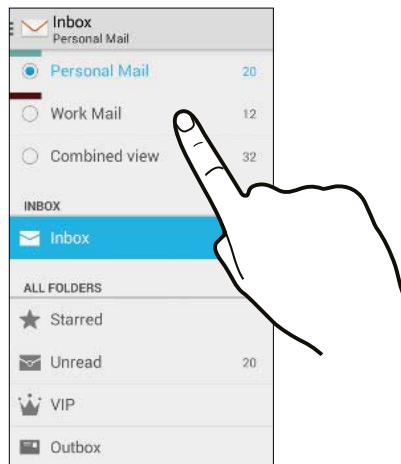 Inbox
Personal Mail
Personal Mail 20
Work Mail 12
Combined view 32
INBOX
Inbox
ALL FOLDERS
Starred
Unread 20
VIP
Outbox